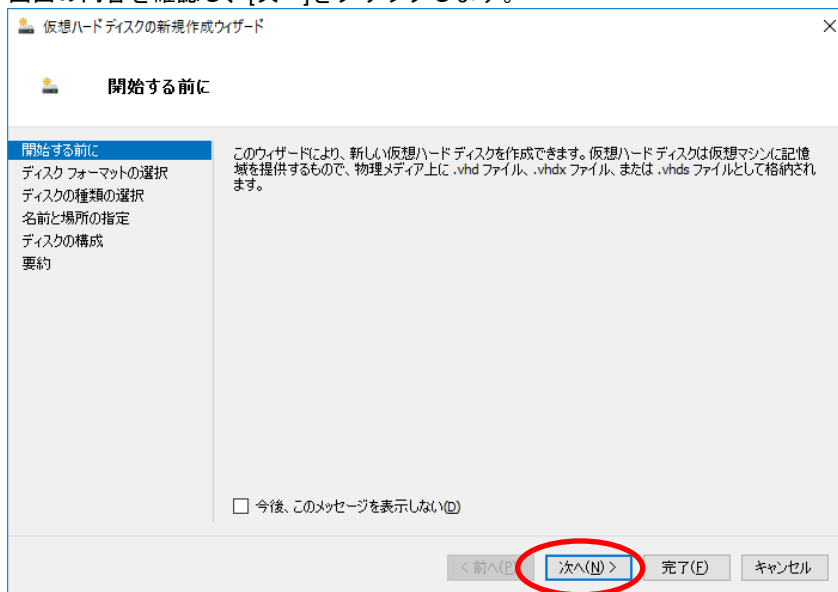 仮想ハード ディスクの新規作成ウィザード
開始する前に
開始する前に
ディスク フォーマットの選択
ディスクの種類の選択
名前と場所の指定
ディスクの構成
要約
このウィザードにより、新しい仮想ハード ディスクを作成できます。仮想ハード ディスクは仮想マシンに記憶
域を提供するもので、物理メディア上に .vhd ファイル、.vhdx ファイル、または .vhds ファイルとして格納され
ます。
今後、このメッセージを表示しない(D)
< 前へ(P) 次へ(N) > 完了(F) キャンセル